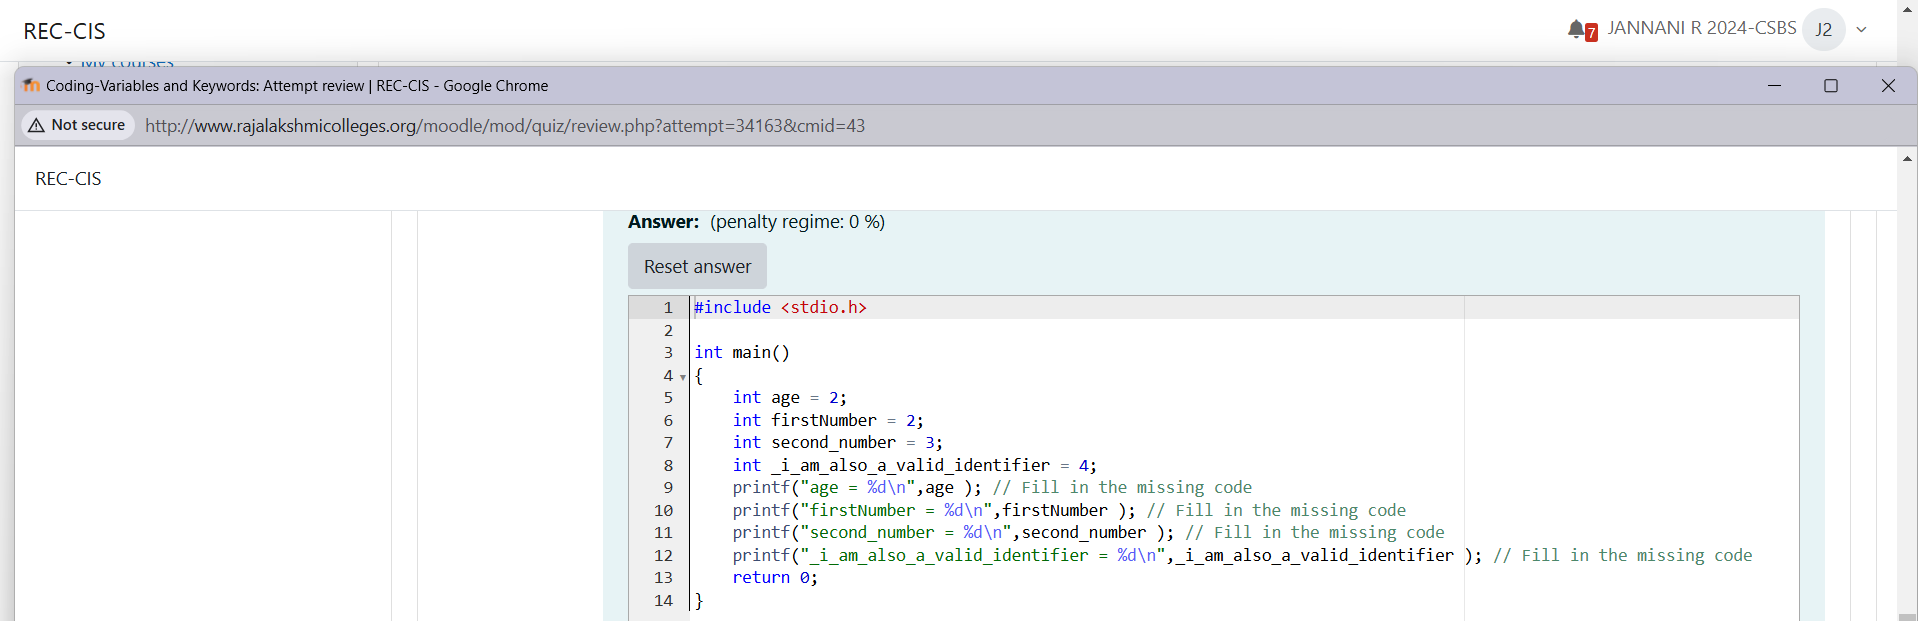 REC-CIS
7 JANNANI R 2024-CSBS J2
My courses
Coding-Variables and Keywords: Attempt review | REC-CIS - Google Chrome
Not secure http://www.rajalakshmicolleges.org/moodle/mod/quiz/review.php?attempt=34163&cmid=43
REC-CIS
Answer: (penalty regime: 0 %)
Reset answer
1 #include <stdio.h>
2
3 int main()
4 {
5 int age = 2;
6 int firstNumber = 2;
7 int second_number = 3;
8 int _i_am_also_a_valid_identifier = 4;
9 printf("age = %d\n",age ); // Fill in the missing code
10 printf("firstNumber = %d\n",firstNumber ); // Fill in the missing code
11 printf("second_number = %d\n",second_number ); // Fill in the missing code
12 printf("_i_am_also_a_valid_identifier = %d\n",_i_am_also_a_valid_identifier ); // Fill in the missing code
13 return 0;
14 }